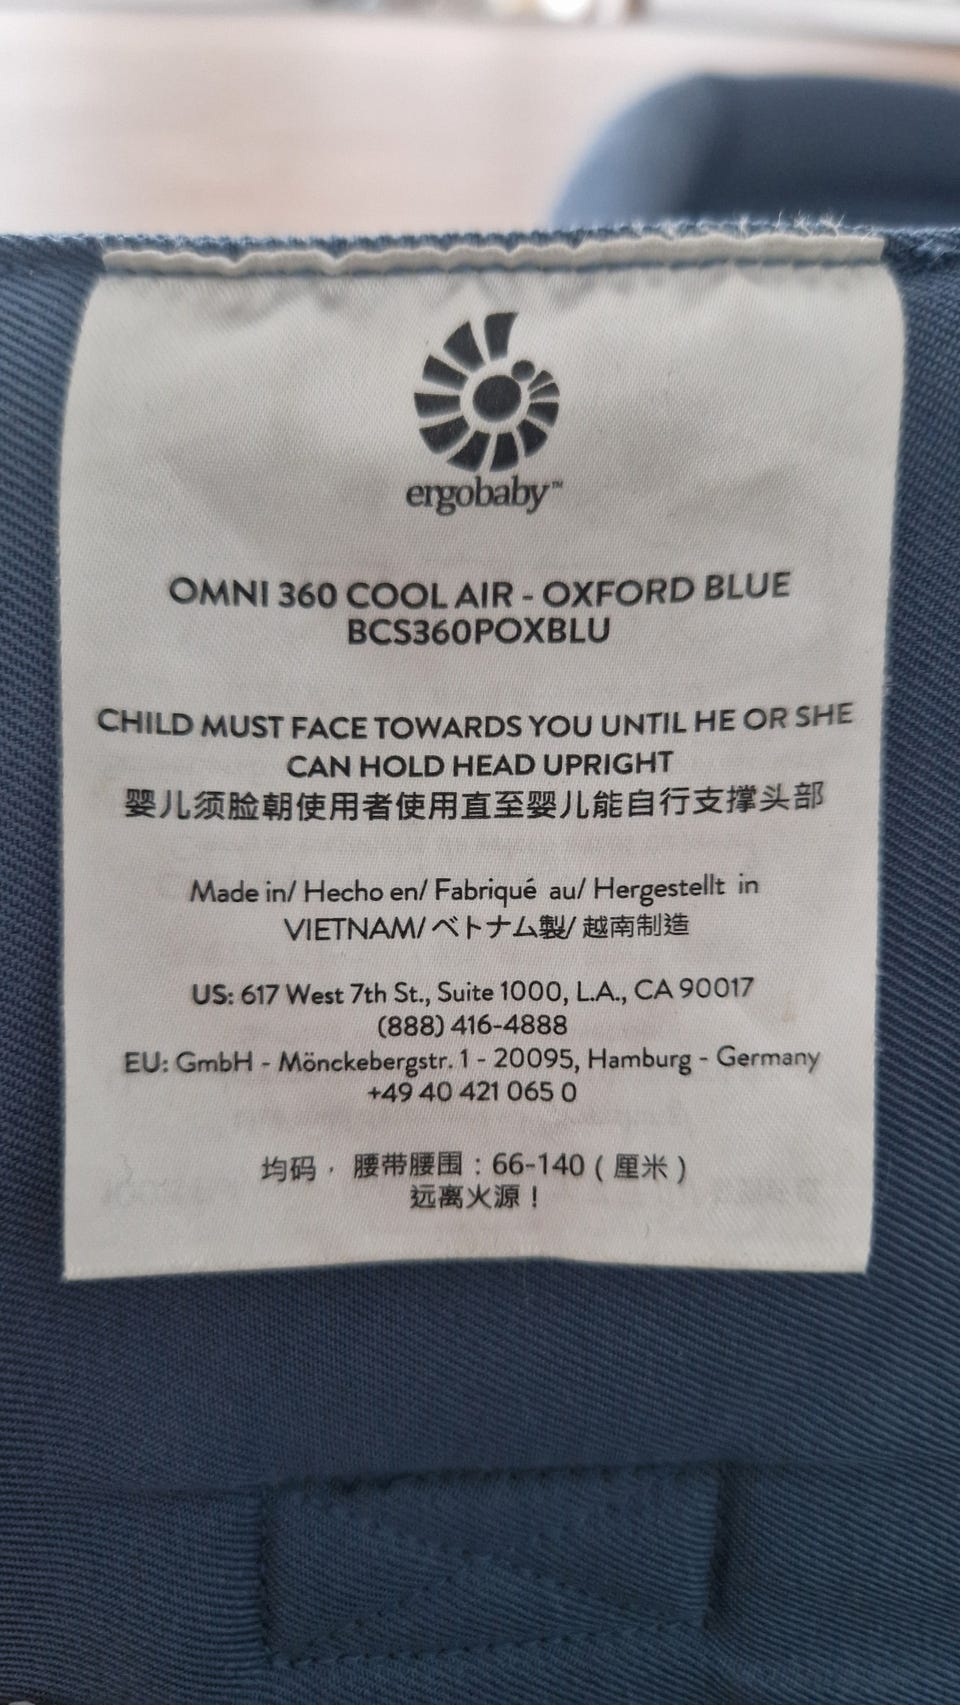 ergobaby™
OMNI 360 COOL AIR - OXFORD BLUE
BCS360POXBLU
CHILD MUST FACE TOWARDS YOU UNTIL HE OR SHE
CAN HOLD HEAD UPRIGHT
婴儿须脸朝使用者使用直至婴儿能自行支撑头部
Made in/ Hecho en/ Fabriqué au/ Hergestellt in
VIETNAM/ ベトナム製/ 越南制造
US: 617 West 7th St., Suite 1000, L.A., CA 90017
(888) 416-4888
EU: GmbH - Mönckebergstr. 1 - 20095, Hamburg - Germany
+49 40 421 065 0
均码， 腰带腰围：66-140（厘米）
远离火源！